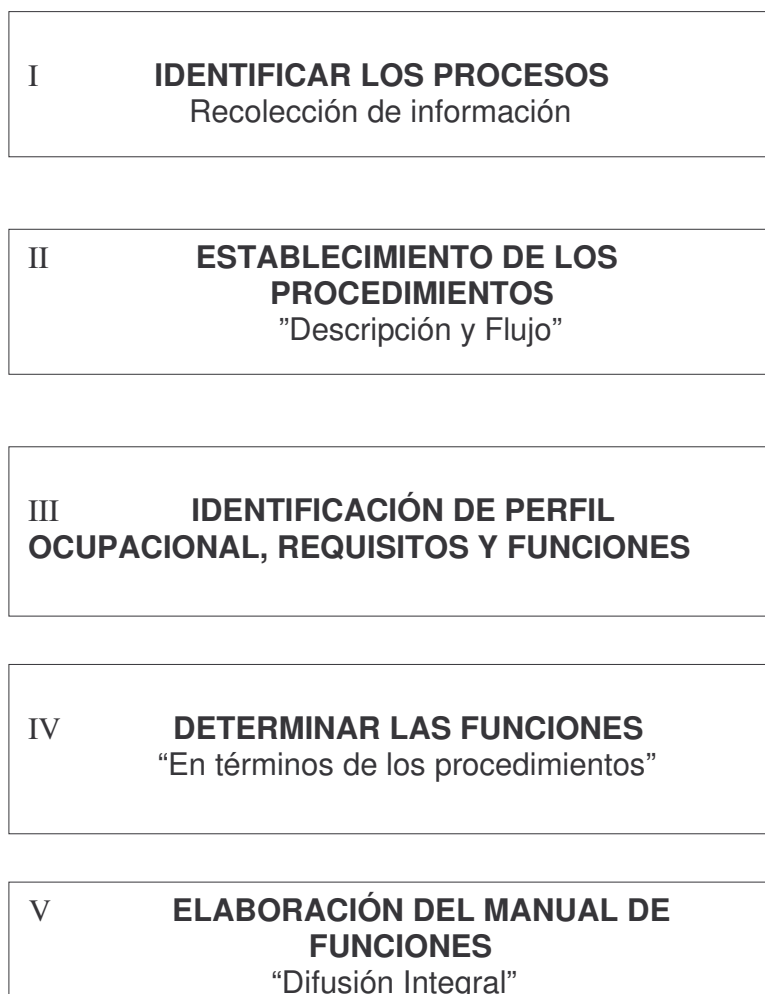 I IDENTIFICAR LOS PROCESOS
Recolección de información
II ESTABLECIMIENTO DE LOS
PROCEDIMIENTOS
”Descripción y Flujo”
III IDENTIFICACIÓN DE PERFIL
OCUPACIONAL, REQUISITOS Y FUNCIONES
IV DETERMINAR LAS FUNCIONES
“En términos de los procedimientos”
V ELABORACIÓN DEL MANUAL DE
FUNCIONES
“Difusión Integral”